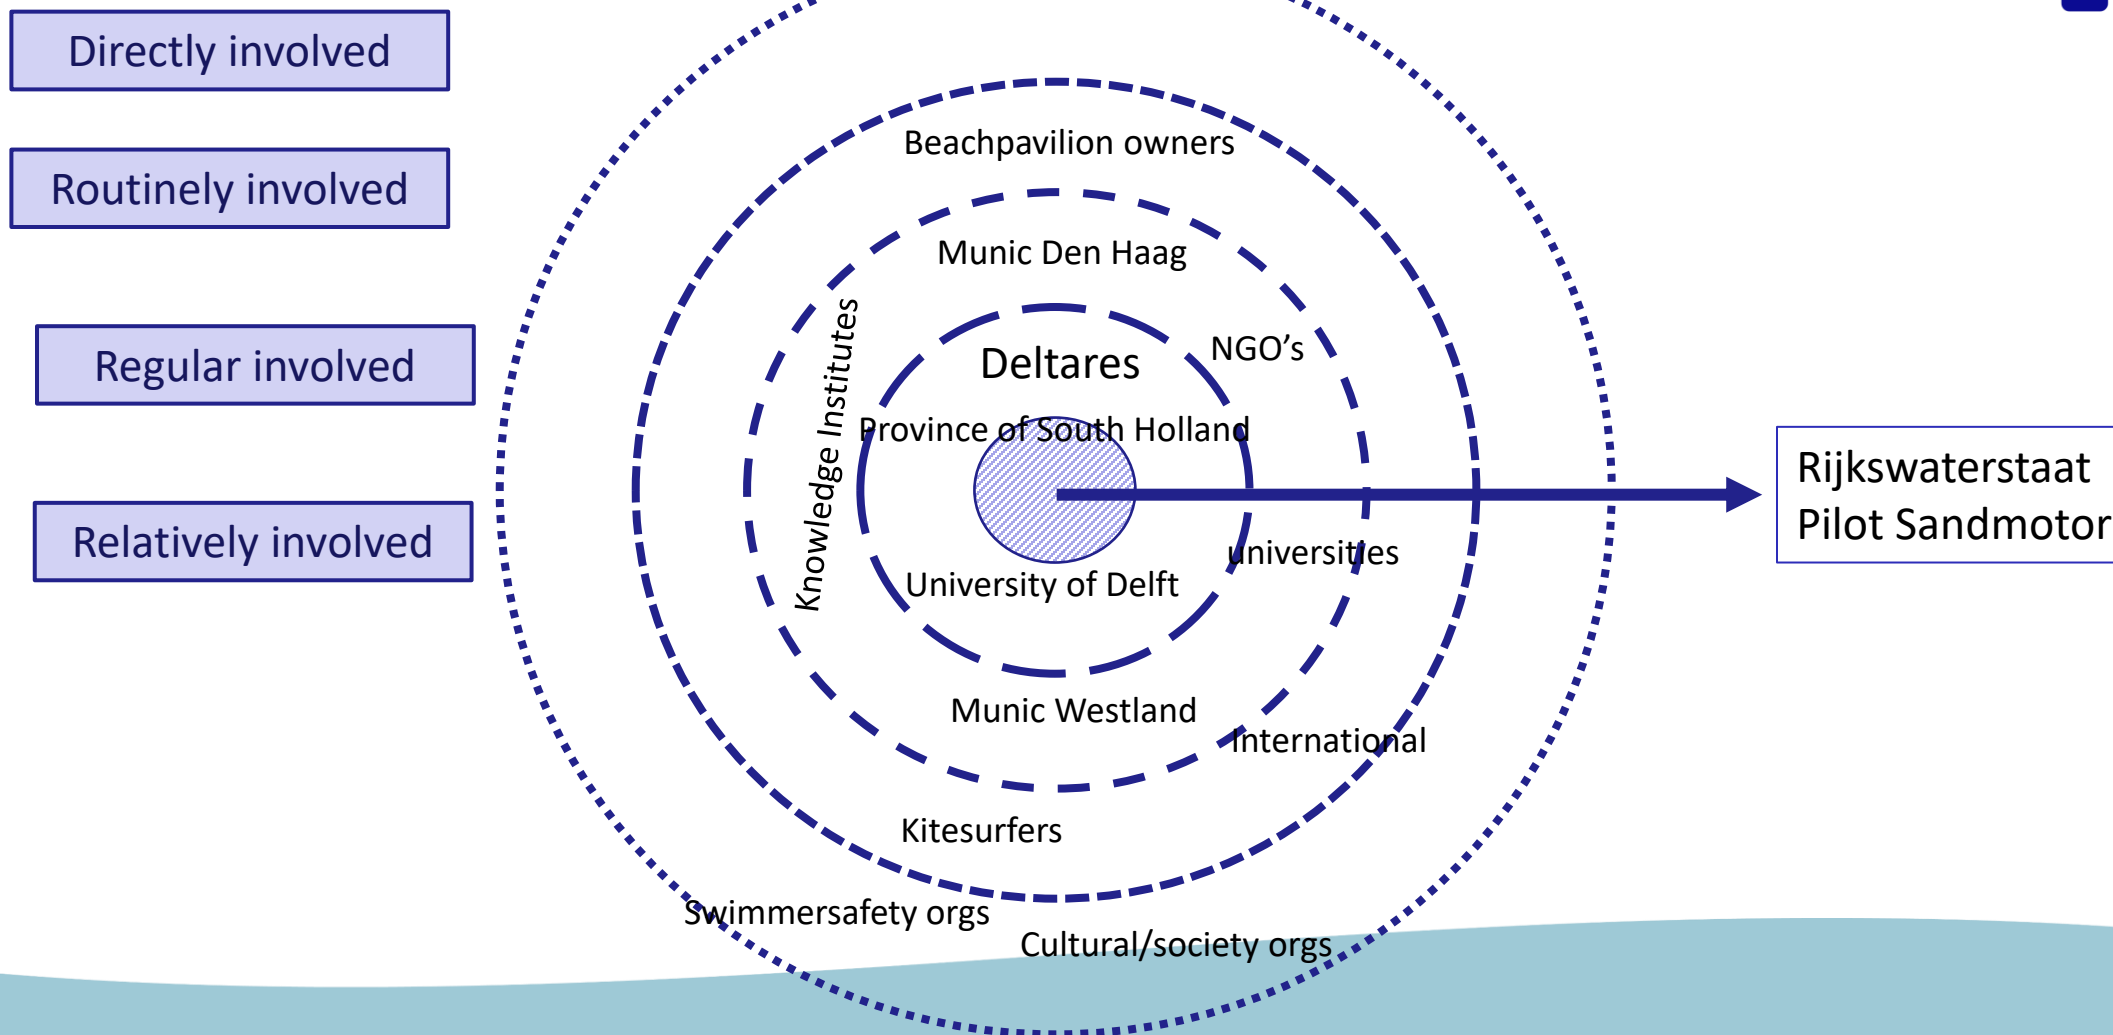 Directly involved
Routinely involved
Regular involved
Relatively involved
Beachpavilion owners
Munic Den Haag
NGO's
Knowledge Institutes
Deltares
Province of South Holland
Rijkswaterstaat
Pilot Sandmotor
universities
University of Delft
Munic Westland
International
Kitesurfers
Swimmersafety orgs
Cultural/society orgs